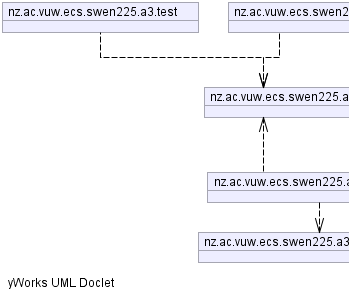 nz.ac.vuw.ecs.swen225.a3.test
nz.ac.vuw.ecs.swen2
nz.ac.vuw.ecs.swen225.a
nz.ac.vuw.ecs.swen225.a
nz.ac.vuw.ecs.swen225.a3
yWorks UML Doclet